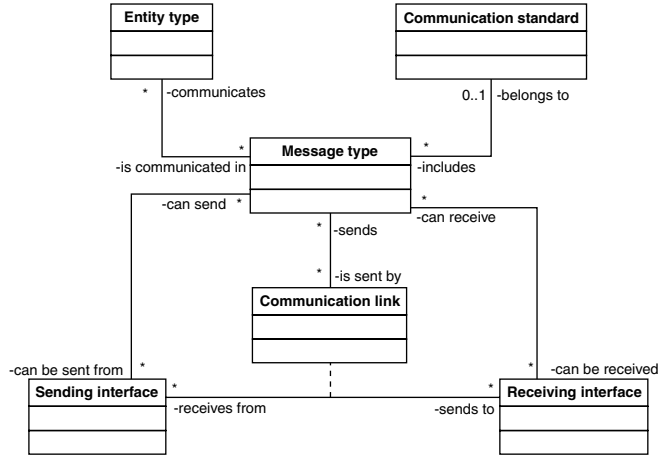 Entity type
Communication standard
*
-communicates
0..1
-belongs to
*
Message type
*
-is communicated in
-includes
-can send
*
*
-can receive
*
-sends
*
-is sent by
Communication link
-can be sent from
*
*
-can be received
Sending interface
*
*
Receiving interface
-receives from
-sends to